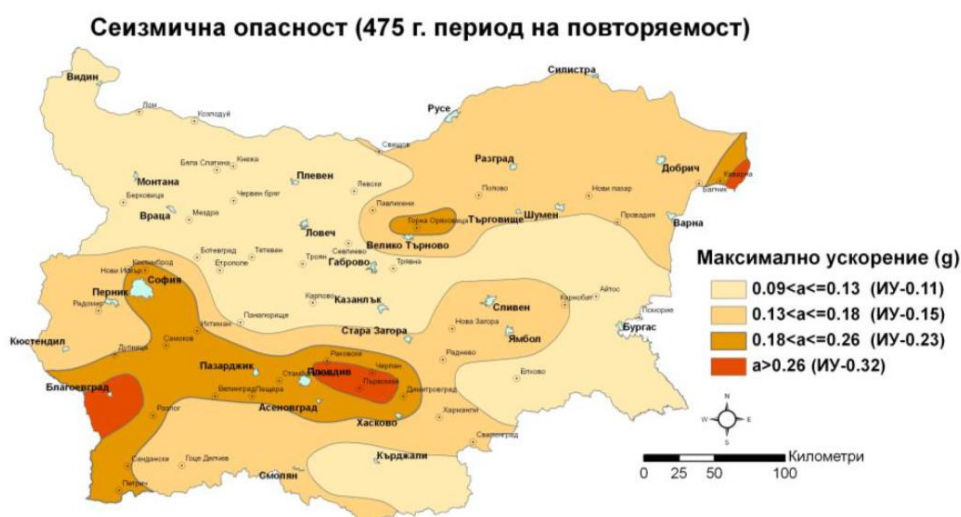 Сеизмична опасност (475 г. период на повторяемост)
Силистра
Видин
Лом
Козлодуй
Русе
Свищов
Разград
Добрич
Каварна
Балчик
Бяла Слатина
Кнежа
Плевен
Монтана
Левски
Попово
Нови пазар
Берковица
Червен бряг
Павликени
Враца
Мездра
Горна Оряховица
Търговище
Шумен
Провадия
Варна
Ловеч
Велико Търново
Ботевград
Тетевен
Севлиево
Етрополе
Троян
Габрово
Трявна
Костинброд
Нови Искър
София
Максимално ускорение (g)
0.09<a<=0.13 (ИУ-0.11)
0.13<a<=0.18 (ИУ-0.15)
0.18<a<=0.26 (ИУ-0.23)
a>0.26 (ИУ-0.32)
Перник
Радомир
Карлово
Казанлък
Сливен
Карнобат
Айтос
Поморие
Панагюрище
Ихтиман
Стара Загора
Нова Загора
Ямбол
Бургас
Кюстендил
Дупница
Самоков
Пазарджик
Раковски
Чирпан
Раднево
Пловдив
Първомай
Елхово
Благоевград
Велинград
Пещера
Димитровград
Асеновград
Разлог
Хасково
Харманли
Свиленград
Сандански
Гоце Делчев
Смолян
Кърджали
Петрич
N
W
E
S
Километри
0 25 50 100